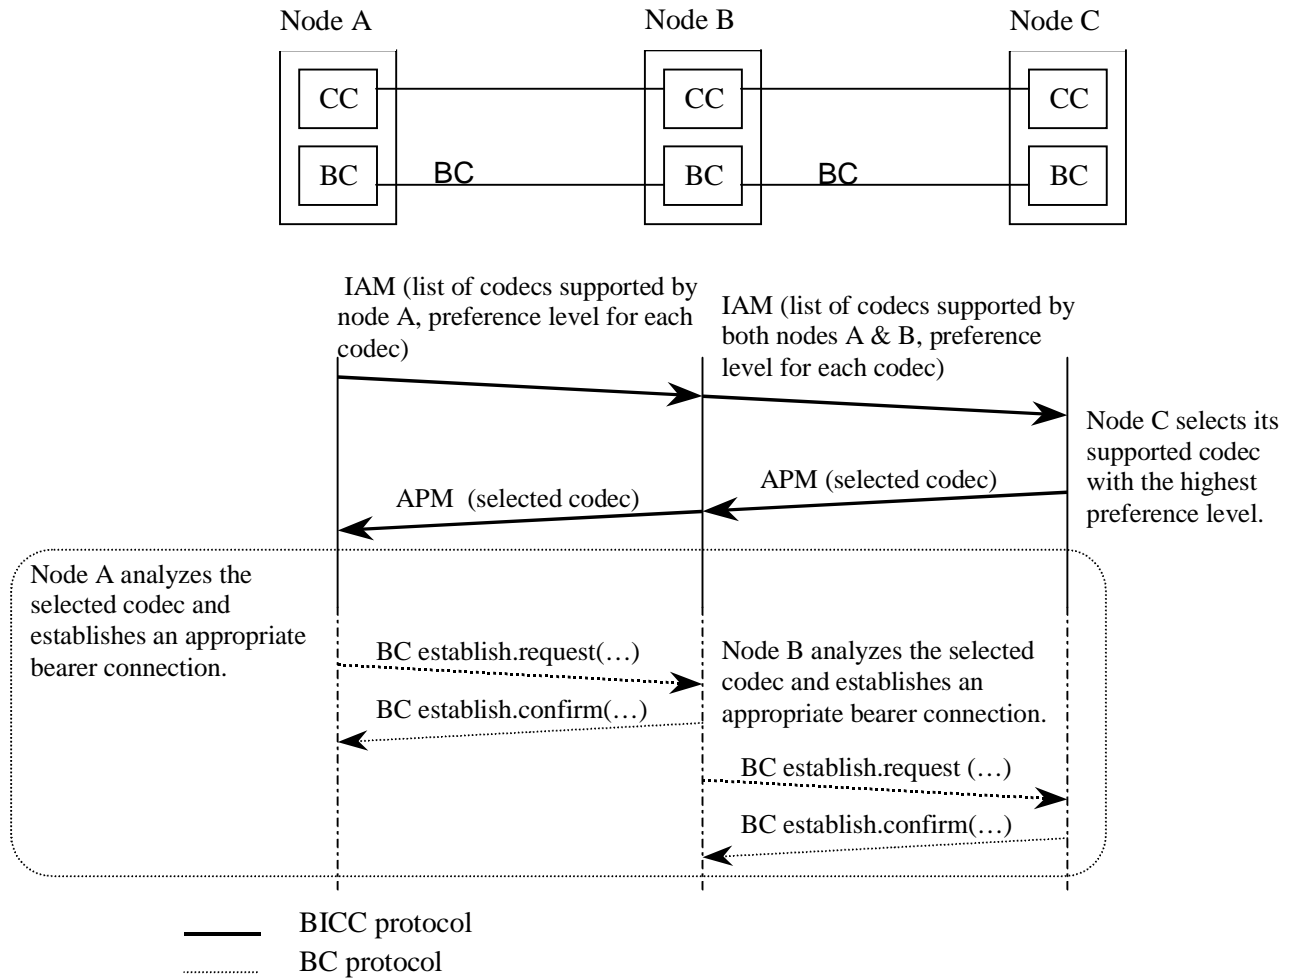 Node A
Node B
Node C
CC
CC
CC
BC
BC
BC
BC
BC
IAM (list of codecs supported by
node A, preference level for each
codec)
IAM (list of codecs supported by
both nodes A & B, preference
level for each codec)
Node C selects its
supported codec
with the highest
preference level.
APM (selected codec)
APM (selected codec)
Node A analyzes the
selected codec and
establishes an appropriate
bearer connection.
BC establish.request(…)
Node B analyzes the selected
codec and establishes an
appropriate bearer connection.
BC establish.confirm(…)
BC establish.request (…)
BC establish.confirm(…)
BICC protocol
BC protocol